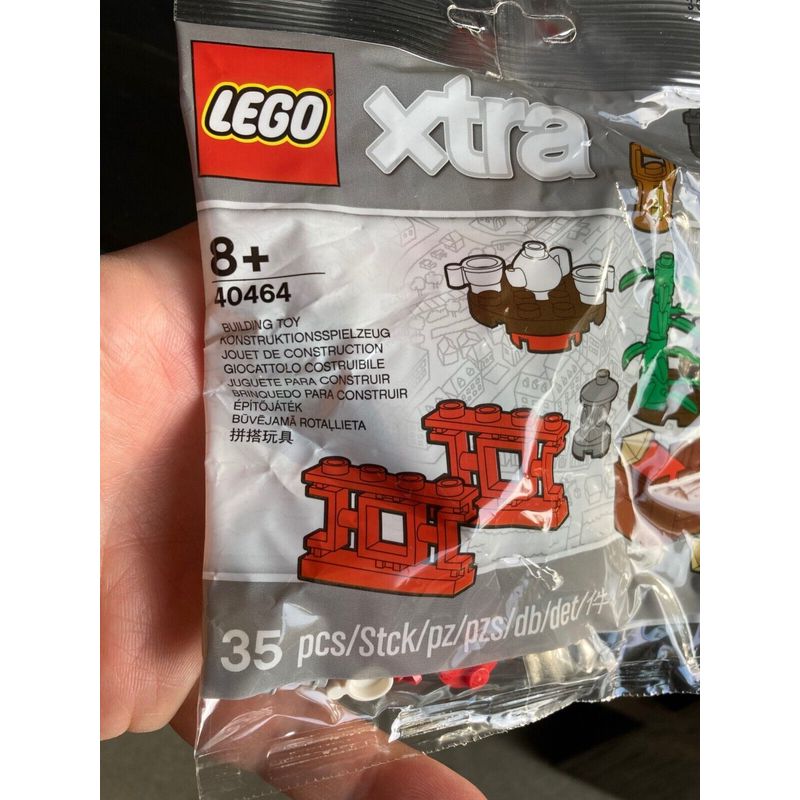 LEGO®
xtra
8+
40464
BUILDING TOY
KONSTRUKTIONSSPIELZEUG
JOUET DE CONSTRUCTION
GIOCATTOLO COSTRUIBILE
JUGUETE PARA CONSTRUIR
BRINQUEDO PARA CONSTRUIR
ÉPÍTŐJÁTÉK
BŪVĒJAMĀ ROTAĻLIETA
拼搭玩具
35 pcs/Stck/pz/pzs/db/det/件